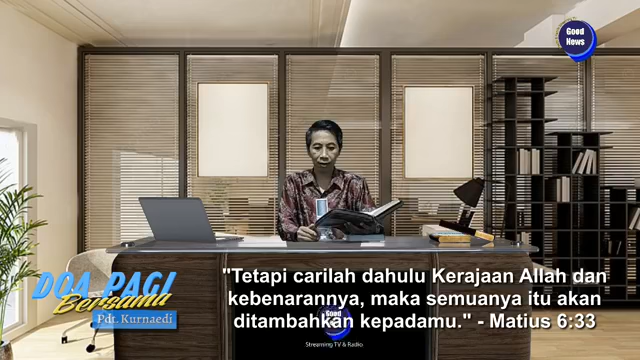 Good
News
DOA PAGI
Bersama
Pdt. Kurnaedi
"Tetapi carilah dahulu Kerajaan Allah dan
kebenarannya, maka semuanya itu akan
ditambahkan kepadamu." - Matius 6:33
Good
Streaming TV & Radio